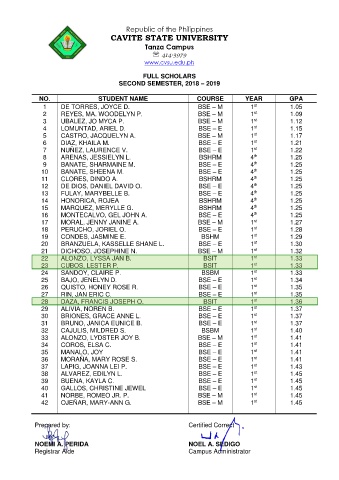 Republic of the Philippines
CAVITE STATE UNIVERSITY
Tanza Campus
☏ 414-3979
www.cvsu.edu.ph
FULL SCHOLARS
SECOND SEMESTER, 2018 – 2019
NO. STUDENT NAME COURSE YEAR GPA
1 DE TORRES, JOYCE D. BSE – M 1st 1.05
2 REYES, MA. WOODELYN P. BSE – M 1st 1.09
3 UBALEZ, JO MYCA P. BSE – M 1st 1.12
4 LOMUNTAD, ARIEL D. BSE – E 1st 1.15
5 CASTRO, JACQUELYN A. BSE – M 1st 1.17
6 DIAZ, KHAILA M. BSE – E 1st 1.21
7 NUÑEZ, LAURENCE V. BSE – E 1st 1.22
8 ARENAS, JESSIELYN L. BSHRM 4th 1.25
9 BANATE, SHARMAINE M. BSE – E 4th 1.25
10 BANATE, SHEENA M. BSE – E 4th 1.25
11 CLORES, DINDO A. BSHRM 4th 1.25
12 DE DIOS, DANIEL DAVID O. BSE – E 4th 1.25
13 FULAY, MARYBELLE B. BSE – E 4th 1.25
14 HONORICA, ROJEA BSHRM 4th 1.25
15 MARQUEZ, MERYLLE G. BSHRM 4th 1.25
16 MONTECALVO, GEL JOHN A. BSE – E 4th 1.25
17 MORAL, JENNY JANINE A. BSE – M 1st 1.27
18 PERUCHO, JORIEL O. BSE – E 1st 1.28
19 CONDES, JASMINE E. BSHM 1st 1.29
20 BRANZUELA, KASSELLE SHANE L. BSE – E 1st 1.30
21 DICHOSO, JOSEPHINE N. BSE – M 1st 1.32
22 ALONZO, LYSSA JAN B. BSIT 1st 1.33
23 CUBOS, LESTER P. BSIT 1st 1.33
24 SANDOY, CLAIRE P. BSBM 1st 1.33
25 BAJO, JENELYN D. BSE – E 1st 1.34
26 QUISTO, HONEY ROSE R. BSE – E 1st 1.35
27 RIN, JAN ERIC C. BSE – E 1st 1.35
28 DAZA, FRANCIS JOSEPH O. BSIT 1st 1.36
29 ALIVIA, NOREN B. BSE – E 1st 1.37
30 BRIONES, GRACE ANNE L. BSE – E 1st 1.37
31 BRUNO, JANICA EUNICE B. BSE – E 1st 1.37
32 CAULIS, MILDRED S. BSBM 1st 1.40
33 ALONZO, LYDSTER JOY B. BSE – M 1st 1.41
34 COROS, ELSA C. BSE – E 1st 1.41
35 MANALO, JOY BSE – E 1st 1.41
36 MORAÑA, MARY ROSE S. BSE – E 1st 1.41
37 LAPIG, JOANNA LEI P. BSE – E 1st 1.43
38 ALVAREZ, EDILYN L. BSE – E 1st 1.45
39 BUENA, KAYLA C. BSE – E 1st 1.45
40 GALLOS, CHRISTINE JEWEL BSE – E 1st 1.45
41 NORBE, ROMEO JR. P. BSE – M 1st 1.45
42 OJEÑAR, MARY-ANN G. BSE – M 1st 1.45
Prepared by: Certified Correct:
NOEMI A. PERIDA NOEL A. SEDIGO
Registrar Aide Campus Administrator